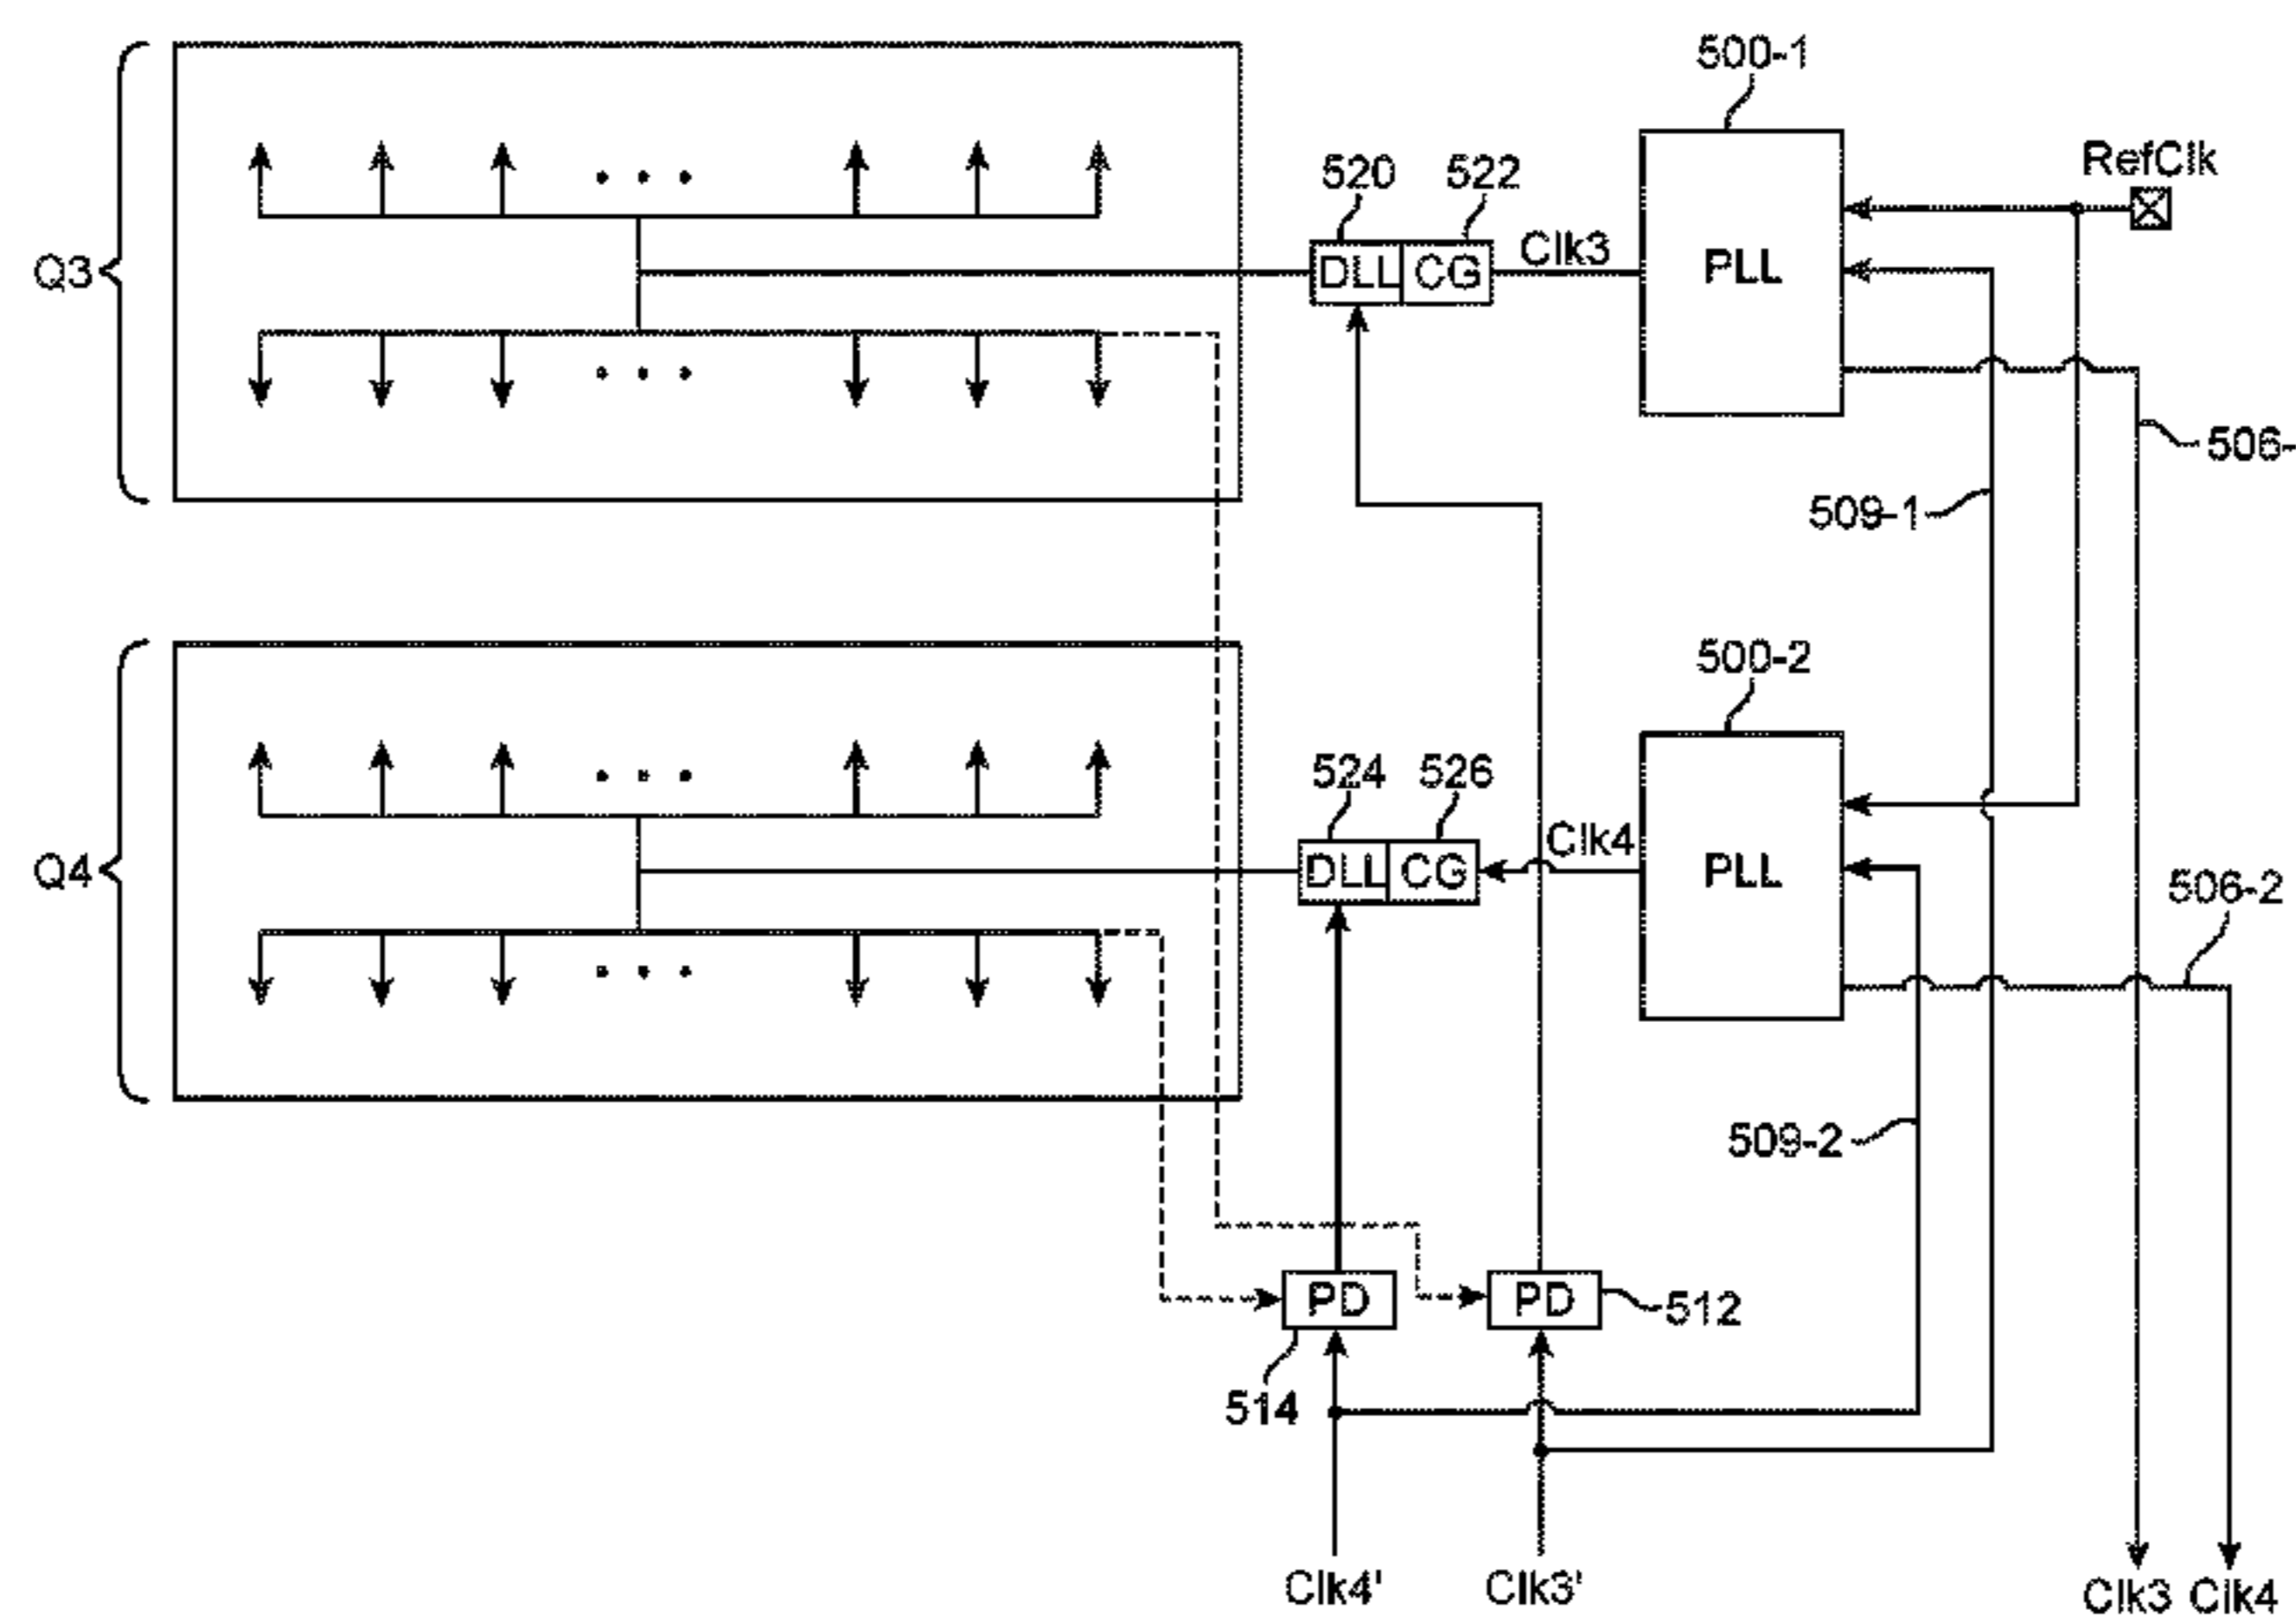 500-1
RefClk
520
522
Clk3
Q3
DLL
CG
PLL
506-
509-1
500-2
524
526
Clk4
Q4
DLL
CG
PLL
506-2
509-2
PD
PD
512
514
Clk4'
Clk3'
Clk3
Clk4